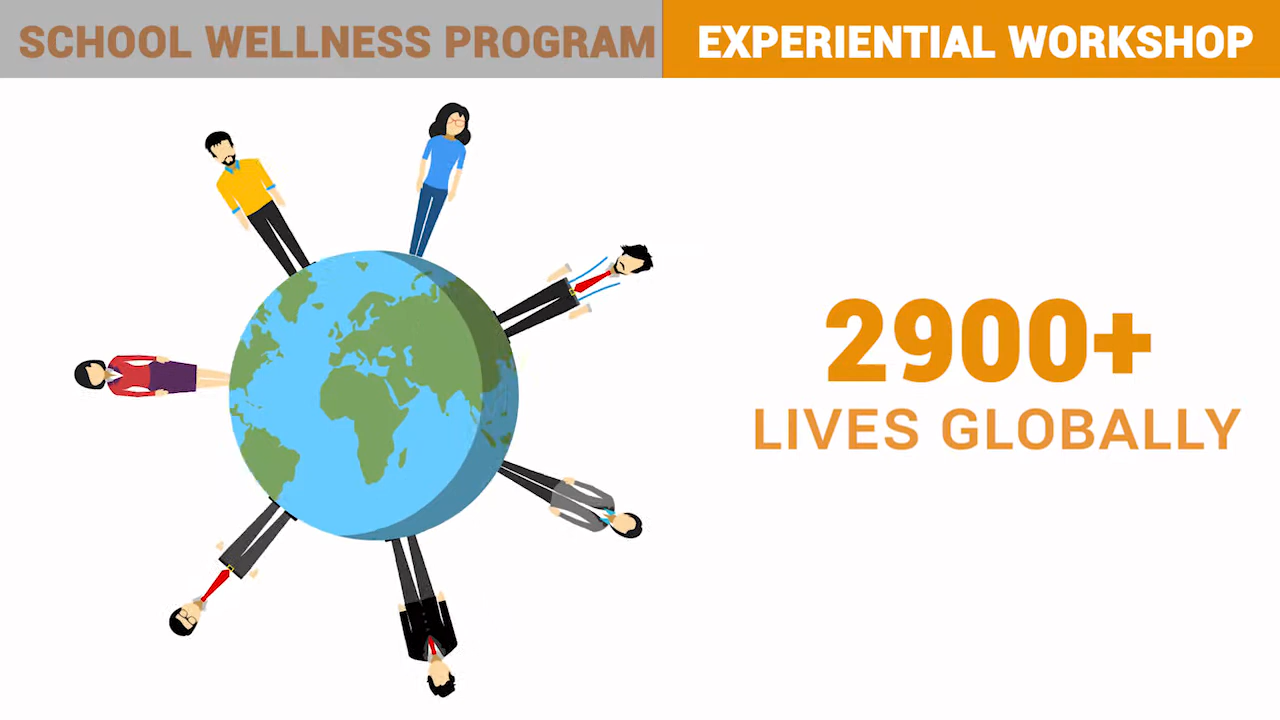 SCHOOL WELLNESS PROGRAM
EXPERIENTIAL WORKSHOP
2900+
LIVES GLOBALLY